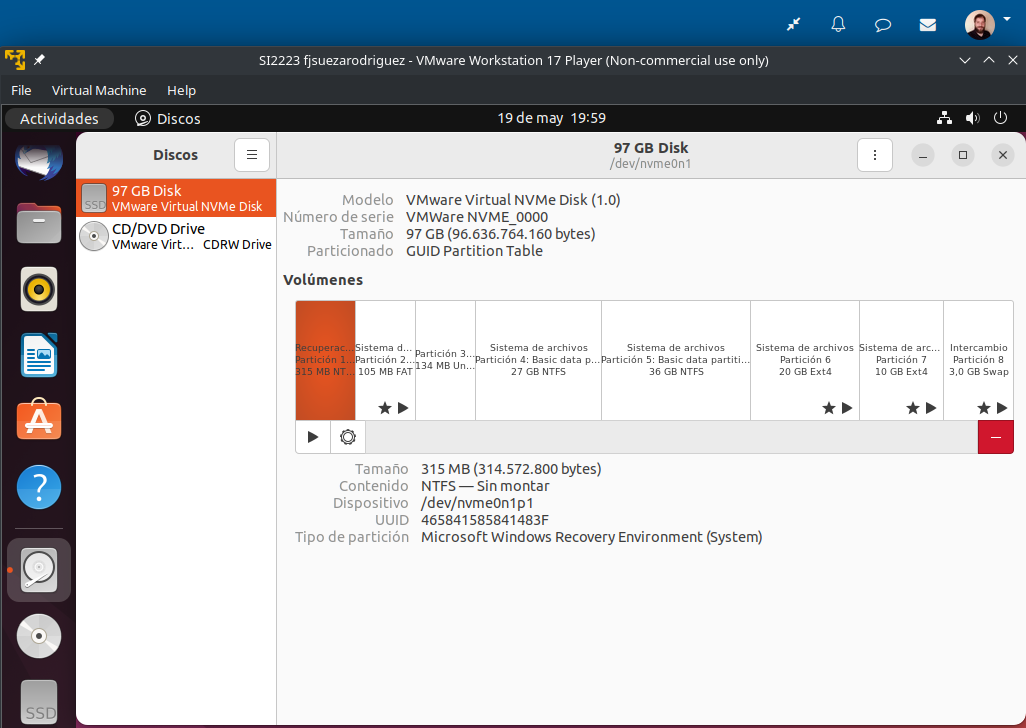 SI2223 fjsuezarodriguez - VMware Workstation 17 Player (Non-commercial use only)
File Virtual Machine Help
Actividades Discos 19 de may 19:59
Discos
97 GB Disk
/dev/nvme0n1
97 GB Disk
VMware Virtual NVMe Disk
CD/DVD Drive
VMware Virt... CDRW Drive
SSD
Modelo VMware Virtual NVMe Disk (1.0)
Número de serie VMWare NVME_0000
Tamaño 97 GB (96.636.764.160 bytes)
Particionado GUID Partition Table
Volúmenes
Recuperac...
Partición 1...
315 MB NT...
Sistema d...
Partición 2...
105 MB FAT
Partición 3...
134 MB Un...
Sistema de archivos
Partición 4: Basic data p...
27 GB NTFS
Sistema de archivos
Partición 5: Basic data partiti...
36 GB NTFS
Sistema de archivos
Partición 6
20 GB Ext4
Sistema de arc...
Partición 7
10 GB Ext4
Intercambio
Partición 8
3,0 GB Swap
Tamaño 315 MB (314.572.800 bytes)
Contenido NTFS — Sin montar
Dispositivo /dev/nvme0n1p1
UUID 465841585841483F
Tipo de partición Microsoft Windows Recovery Environment (System)
SSD